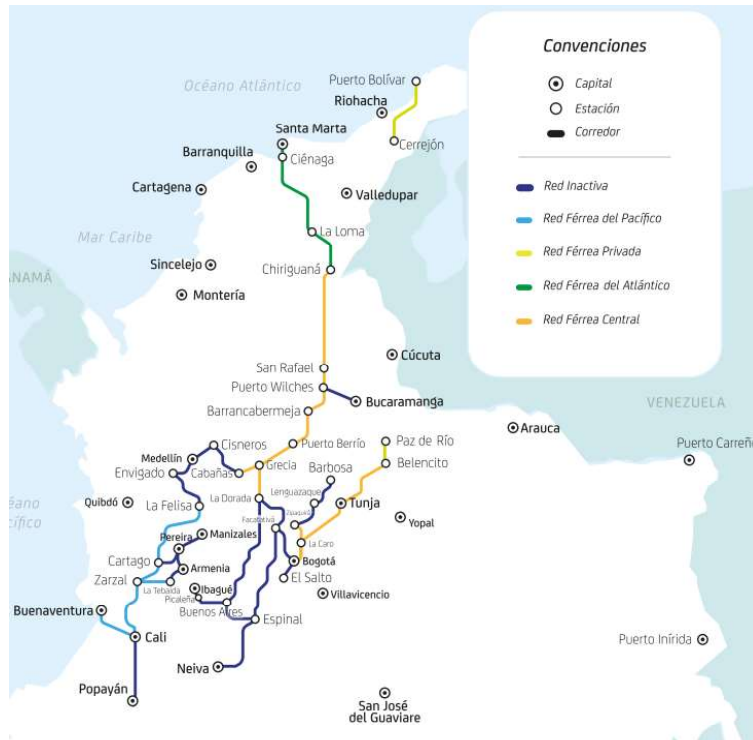 Convenciones
Capital
Estación
Corredor
Red Inactiva
Red Férrea del Pacífico
Red Férrea Privada
Red Férrea del Atlántico
Red Férrea Central
Océano Atlántico
Puerto Bolívar
Riohacha
Santa Marta
Cerrejón
Barranquilla
Ciénaga
Cartagena
Valledupar
Mar Caribe
La Loma
Sincelejo
Chiriguaná
ANAMÁ
Montería
Cúcuta
San Rafael
Puerto Wilches
Bucaramanga
VENEZUELA
Barrancabermeja
Arauca
Puerto Carreño
Cisneros
Puerto Berrío
Paz de Río
Medellín
Grecia
Barbosa
Belencito
Envigado
Cabañas
Lenguazaque
Quibdó
La Dorada
Tunja
céano
acífico
La Felisa
Facatativá
Zipaquirá
Yopal
Pereira
Manizales
La Caro
Cartago
Armenia
Bogotá
Zarzal
La Tebaida
Ibagué
El Salto
Picaleña
Villavicencio
Buenaventura
Buenos Aires
Espinal
Cali
Puerto Inírida
Neiva
Popayán
San José
del Guaviare